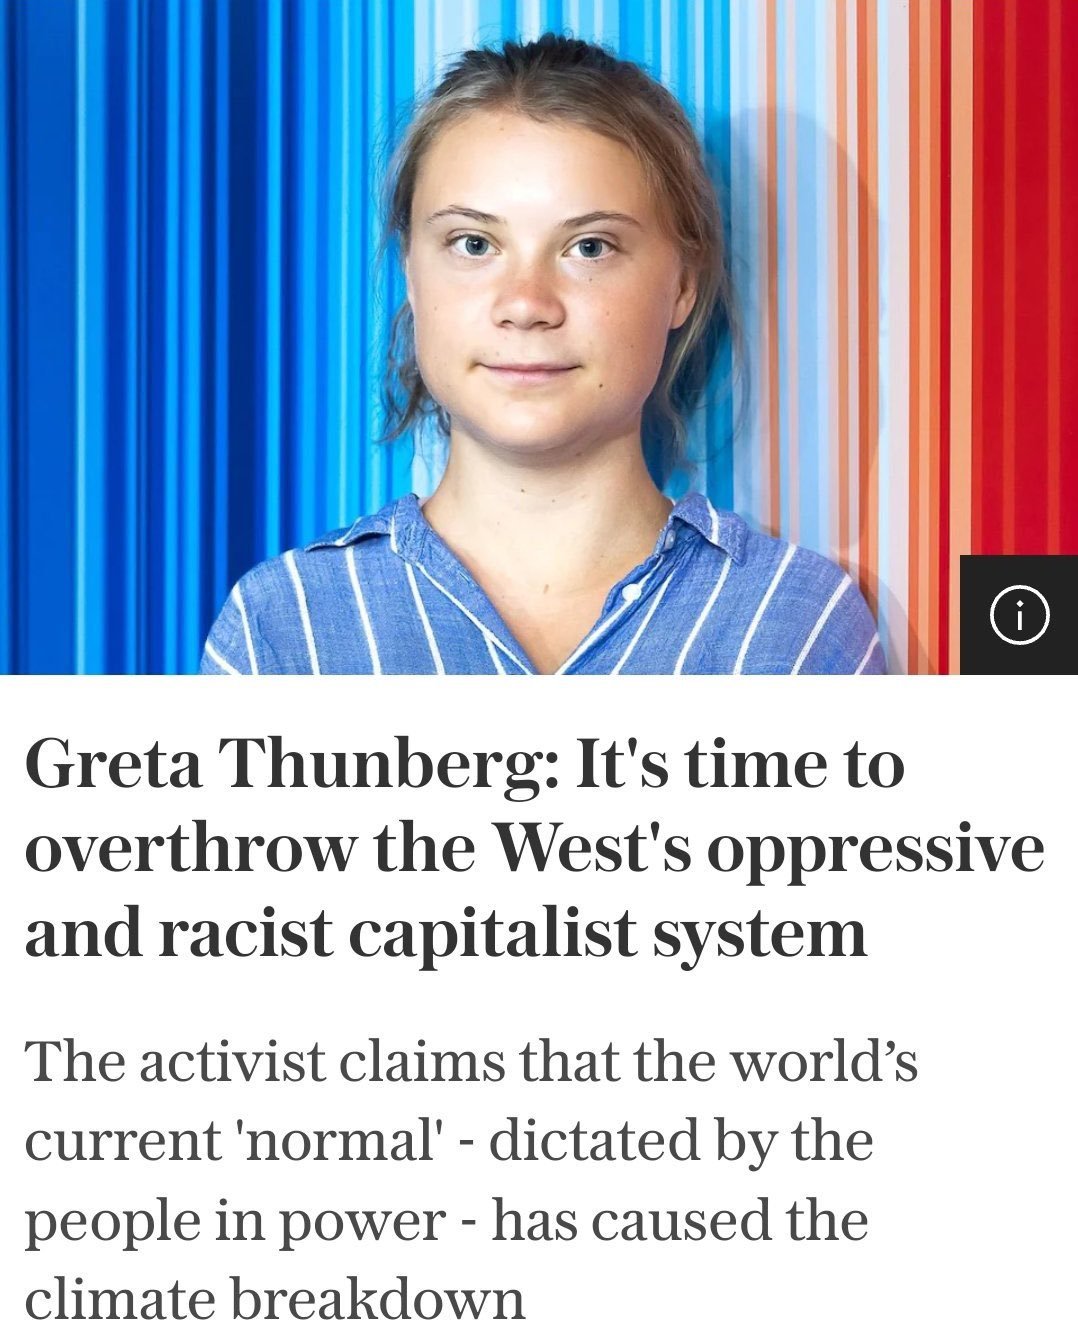 Greta Thunberg: It's time to
overthrow the West's oppressive
and racist capitalist system
The activist claims that the world’s
current 'normal' - dictated by the
people in power - has caused the
climate breakdown